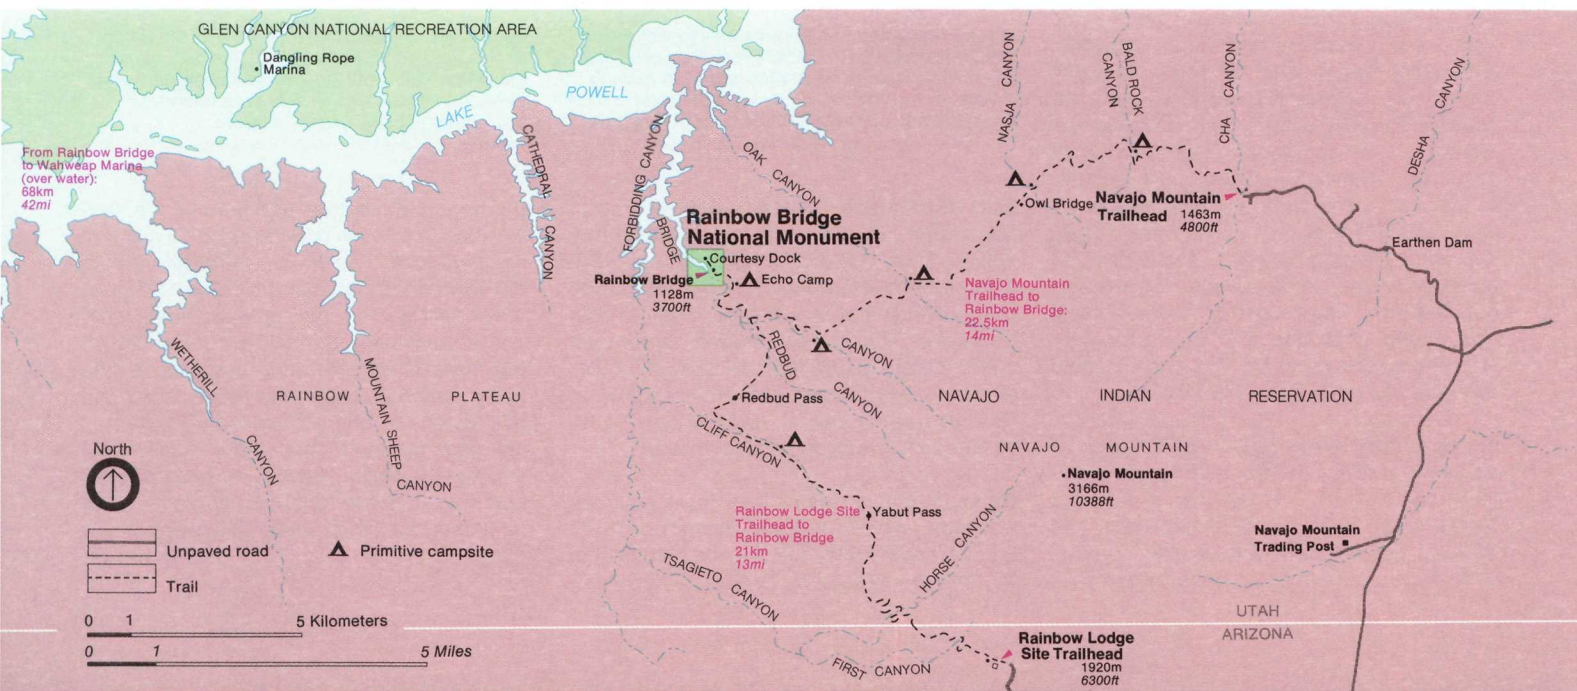 GLEN CANYON NATIONAL RECREATION AREA
Dangling Rope
Marina
LAKE
POWELL
From Rainbow Bridge
to Wahweap Marina
(over water):
68km
42mi
CATHEDRAL CANYON
FORBIDDING CANYON
BRIDGE
OAK CANYON
NASJA CANYON
BALD ROCK
CANYON
CHA CANYON
DESHA CANYON
Rainbow Bridge
National Monument
Courtesy Dock
Rainbow Bridge
1128m
3700ft
Echo Camp
Owl Bridge
Navajo Mountain
Trailhead
1463m
4800ft
Earthen Dam
Navajo Mountain
Trailhead to
Rainbow Bridge:
22.5km
14mi
REDBUD
CANYON
CANYON
Redbud Pass
CLIFF CANYON
WETHERILL
CANYON
RAINBOW PLATEAU
MOUNTAIN SHEEP
CANYON
NAVAJO INDIAN RESERVATION
NAVAJO MOUNTAIN
Navajo Mountain
3166m
10388ft
Rainbow Lodge Site
Trailhead to
Rainbow Bridge
21km
13mi
Yabut Pass
HORSE CANYON
Navajo Mountain
Trading Post
TSAGIETO CANYON
UTAH
ARIZONA
FIRST CANYON
Rainbow Lodge
Site Trailhead
1920m
6300ft
North
Unpaved road
Primitive campsite
Trail
0 1 5 Kilometers
0 1 5 Miles